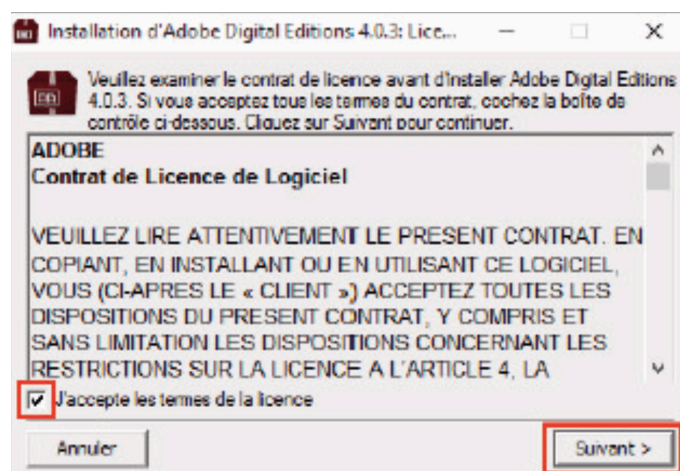 Installation d'Adobe Digital Editions 4.0.3: Lice...
Veuillez examiner le contrat de licence avant d'installer Adobe Digital Editions
4.0.3. Si vous acceptez tous les termes du contrat, cochez la boîte de
contrôle ci-dessous. Cliquez sur Suivant pour continuer.
ADOBE
Contrat de Licence de Logiciel
VEUILLEZ LIRE ATTENTIVEMENT LE PRESENT CONTRAT. EN
COPIANT, EN INSTALLANT OU EN UTILISANT CE LOGICIEL,
VOUS (CI-APRES LE « CLIENT ») ACCEPTEZ TOUTES LES
DISPOSITIONS DU PRESENT CONTRAT, Y COMPRIS ET
SANS LIMITATION LES DISPOSITIONS CONCERNANT LES
RESTRICTIONS SUR LA LICENCE A L'ARTICLE 4, LA
J'accepte les termes de la licence
Annuler
Suivant >